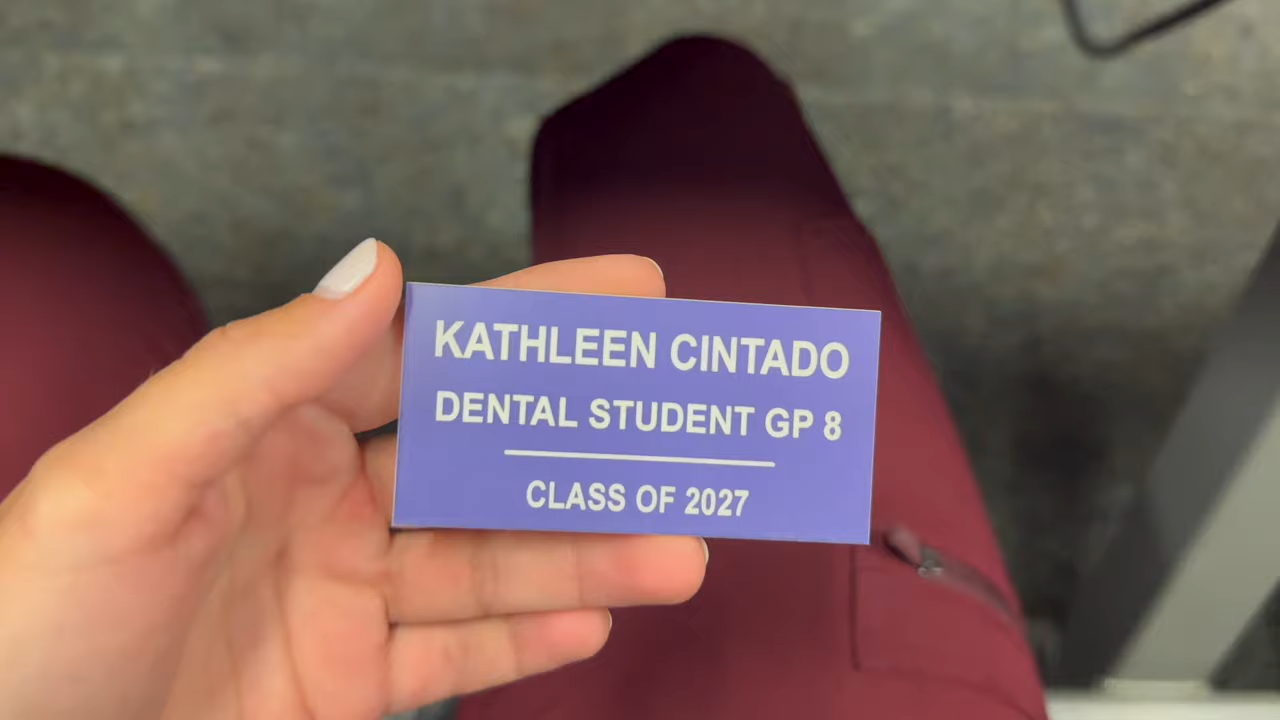 KATHLEEN CINTADO
DENTAL STUDENT GP 8
CLASS OF 2027